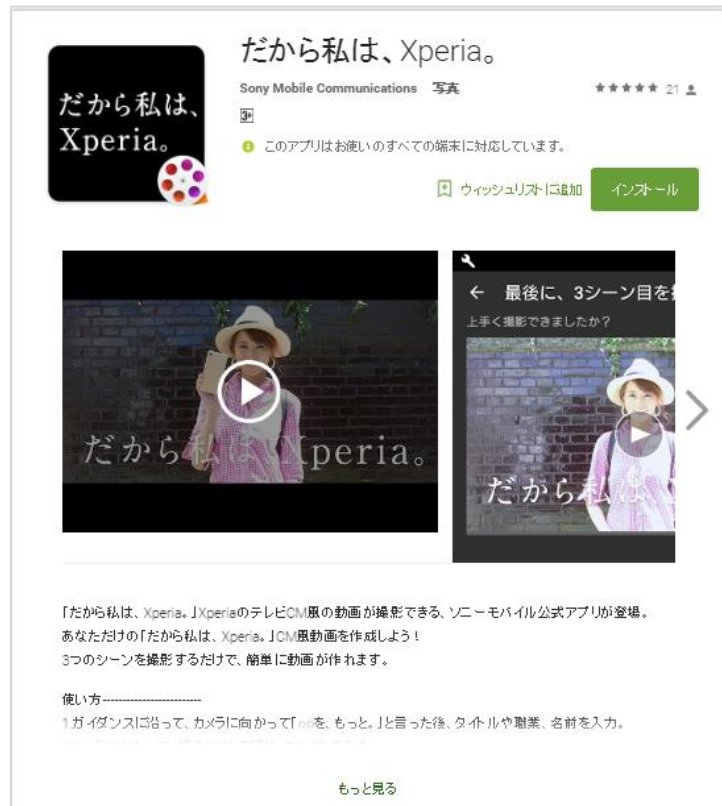 だから私は、
Xperia。
だから私は、Xperia。
Sony Mobile Communications 写真
★★★★★ 21
3+
このアプリはお使いのすべての端末に対応しています。
ウィッシュリストに追加
インストール
だから私は、Xperia。
最後に、3シーン目を
上手く撮影できましたか？
だから私は、
「だから私は、Xperia。」XperiaのテレビCM風の動画が撮影できる、ソニーモバイル公式アプリが登場。
あなただけの「だから私は、Xperia。」CM風動画を作成しよう！
3つのシーンを撮影するだけで、簡単に動画が作れます。
使い方-------------------------
1.ガイダンスに沿って、カメラに向かって「○○を、もっと。」と言った後、タイトルや職業、名前を入力。
もっと見る